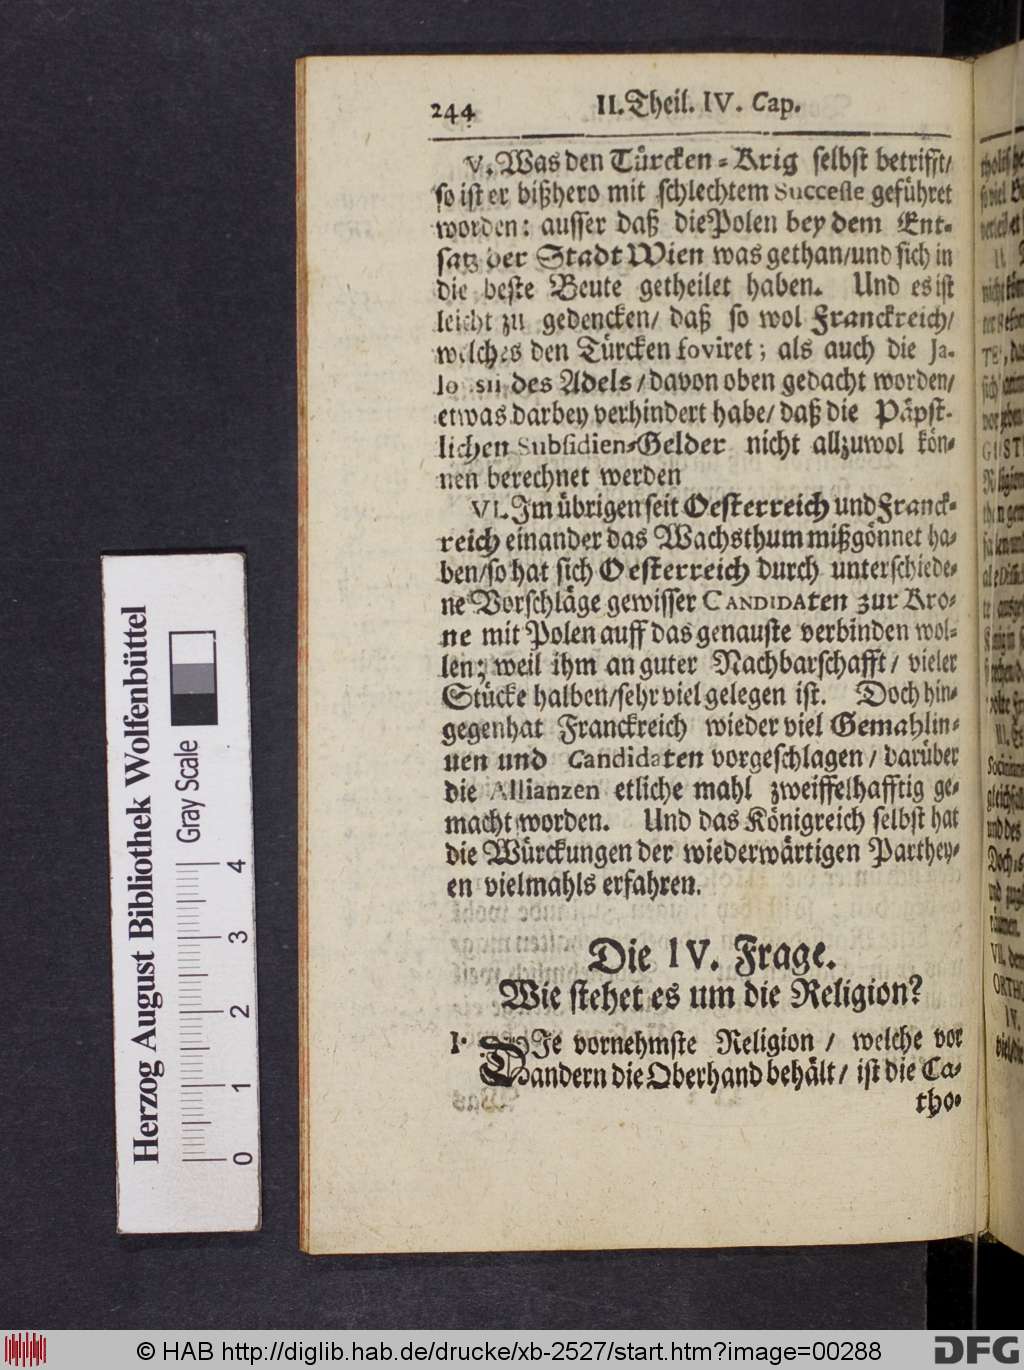 244 II. Theil. IV. Cap.
V. Was den Türcken-Krig selbst betrifft/
so ist er bißhero mit schlechtem Successe geführet
worden: ausser daß die Polen bey dem Ent-
satz der Stadt Wien was gethan/und sich in
die beste Beute getheilet haben. Und es ist
leicht zu gedencken/ daß so wol Franckreich/
welches den Türcken foviret; als auch die Ja-
des Adels/davon oben gedacht worden/
etwas darbey verhindert habe/ daß die Päpst-
lichen Subsidien-Gelder nicht allzuwol kön-
nen berechnet werden
VI. Im übrigen seit Oesterreich und Franck-
reich einander das Wachsthum mißgönnet ha-
ben/so hat sich Oesterreich durch unterschiede-
ne Vorschläge gewisser CANDIDATen zur Kro-
ne mit Polen auff das genauste verbinden wol-
len; weil ihm an guter Nachbarschafft/ vieler
Stücke halben/sehr viel gelegen ist. Doch hin-
gegen hat Franckreich wieder viel Gemahlin-
nen und Candidaten vorgeschlagen/ darüber
die Allianzen etliche mahl zweiffelhafftig ge-
macht worden. Und das Königreich selbst hat
die Würckungen der wiederwärtigen Parthey-
en vielmahls erfahren.
Die IV. Frage.
Wie stehet es um die Religion?
I. DIe vornehmste Religion/ welche vor
andern die Oberhand behält/ ist die Ca-
tho-
Herzog August Bibliothek Wolfenbüttel
Gray Scale
0 1 2 3 4
© HAB http://diglib.hab.de/drucke/xb-2527/start.htm?image=00288
DFG